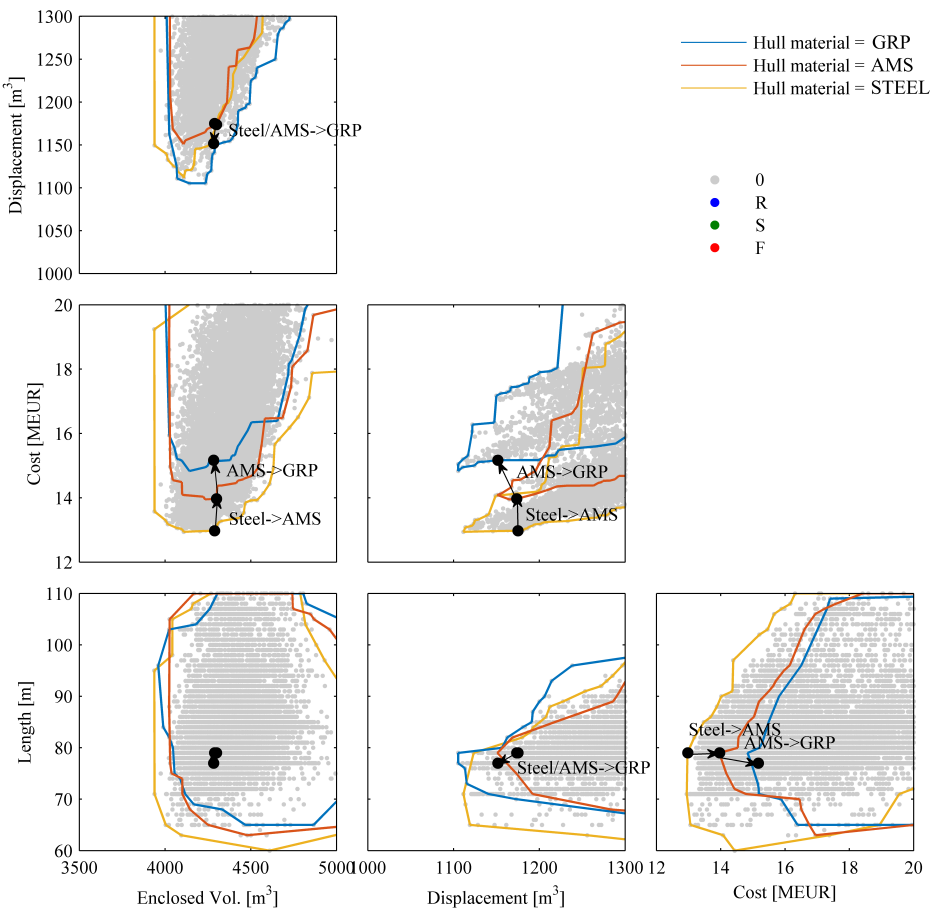 1300
1200
1100
1000
Displacement [m³]
Steel/AMS->GRP
Hull material = GRP
Hull material = AMS
Hull material = STEEL
0
R
S
F
20
18
16
14
12
Cost [MEUR]
AMS->GRP
Steel->AMS
AMS->GRP
Steel->AMS
110
100
90
80
70
60
Length [m]
Steel/AMS->GRP
Steel->AMS
AMS->GRP
3500 4000 4500 5000
Enclosed Vol. [m³]
1000 1100 1200 1300
Displacement [m³]
12 14 16 18 20
Cost [MEUR]
1050
1150
1250